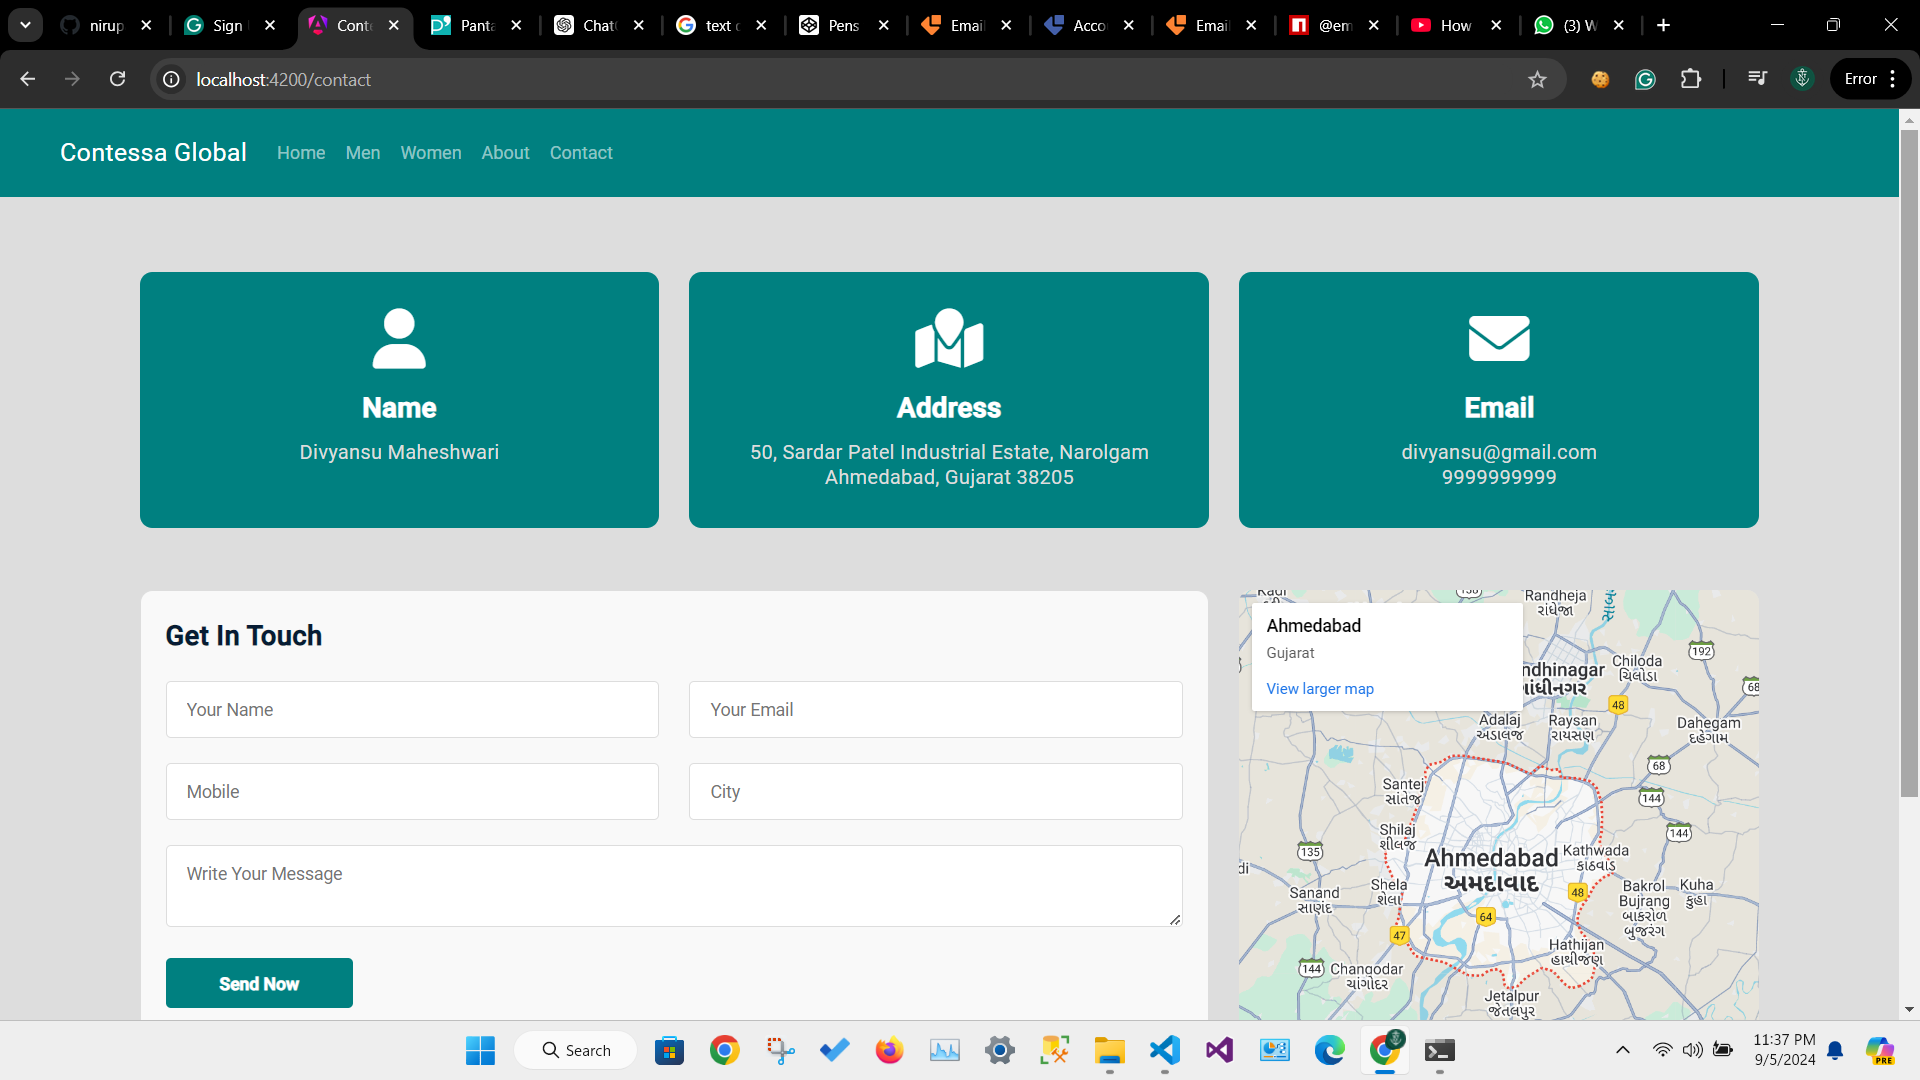 nirup
Sign
Conte
Panta
Chat
text c
Pens
Email
Acco
Email
@em
How
(3) W
localhost:4200/contact
Error
Contessa Global
Home
Men
Women
About
Contact
Name
Divyansu Maheshwari
Address
50, Sardar Patel Industrial Estate, Narolgam
Ahmedabad, Gujarat 38205
Email
divyansu@gmail.com
9999999999
Get In Touch
Your Name
Your Email
Mobile
City
Write Your Message
Send Now
Ahmedabad
Gujarat
View larger map
Randheja
રાંધેજા
ndhinagar
ગાંધીનગર
Chiloda
ચિલોડા
192
68
48
Adalaj
અડાલજ
Raysan
રાયસણ
Dahegam
દહેગામ
68
Santej
સાંતેજ
144
Shilaj
શીલજ
144
135
Ahmedabad
અમદાવાદ
Kathwada
કાઠવાડ
di
Sanand
સાણંદ
Shela
શેલા
48
Bakrol
Bujrang
બાકરોળ
બુજરંગ
Kuha
કુહા
64
47
Hathijan
હાથીજણ
144
Changodar
ચાંગોદર
Jetalpur
જેતલપુર
Search
11:37 PM
9/5/2024
PRE